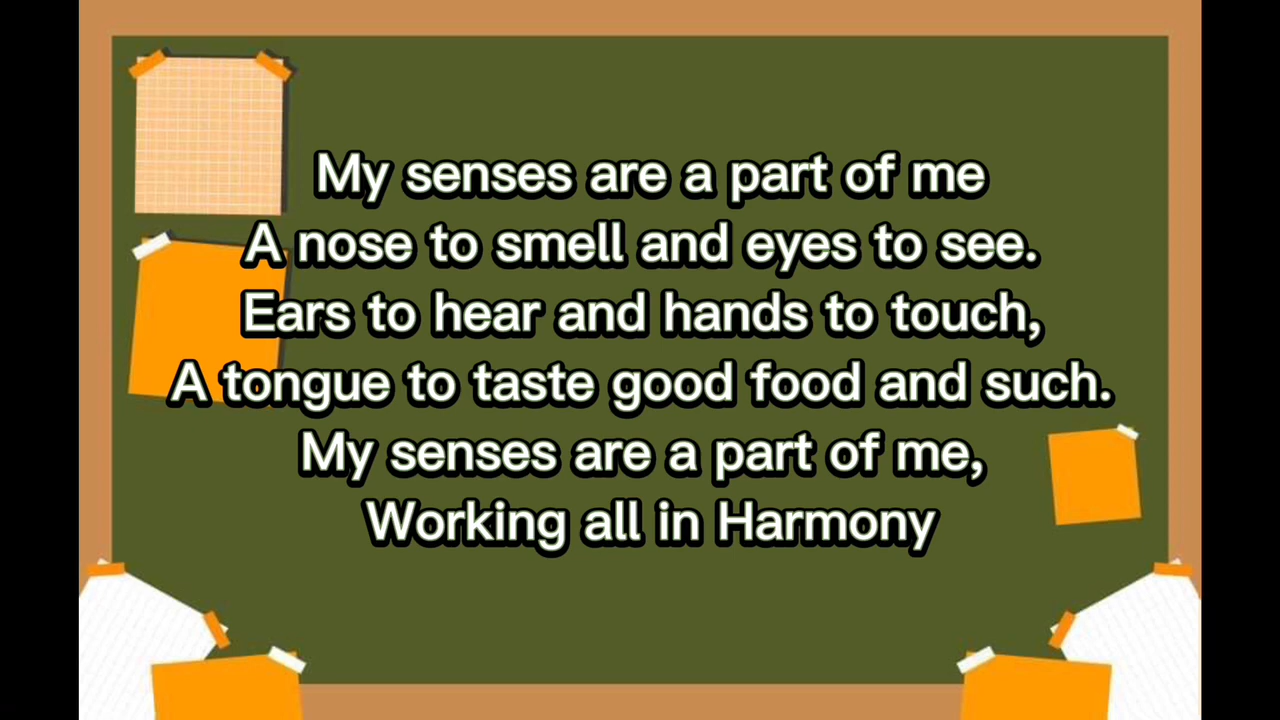 My senses are a part of me
A nose to smell and eyes to see.
Ears to hear and hands to touch,
A tongue to taste good food and such.
My senses are a part of me,
Working all in Harmony